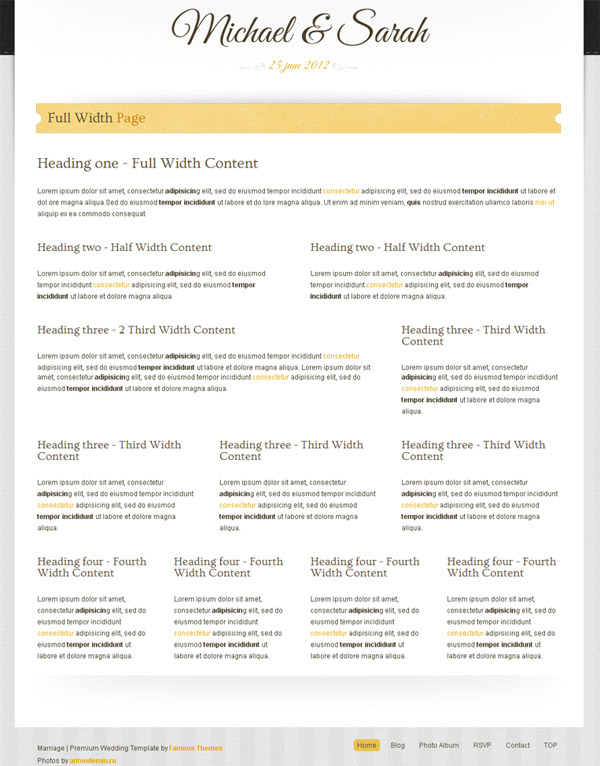 Michael & Sarah
25 june 2012
Full Width Page
Heading one - Full Width Content
Lorem ipsum dolor sit amet, consectetur adipisicing elit, sed do eiusmod tempor incididunt consectetur adipisicing elit, sed do eiusmod tempor incididunt ut labore et
dol ore magna aliqua.Sed do eiusmod tempor incididunt ut labore et do lore magna aliqua. Ut enim ad minim veniam, quis nostrud exercitation ullamco laboris nisi ut
aliquip ex ea commodo consequat.
Heading two - Half Width Content
Lorem ipsum dolor sit amet, consectetur adipisicing elit, sed do eiusmod
tempor incididunt consectetur adipisicing elit, sed do eiusmod tempor
incididunt ut labore et dolore magna aliqua.
Heading two - Half Width Content
Lorem ipsum dolor sit amet, consectetur adipisicing elit, sed do eiusmod
tempor incididunt consectetur adipisicing elit, sed do eiusmod tempor
incididunt ut labore et dolore magna aliqua.
Heading three - 2 Third Width Content
Lorem ipsum dolor sit amet, consectetur adipisicing elit, sed do eiusmod tempor incididunt consectetur
adipisicing elit, sed do eiusmod tempor incididunt ut labore et dolore magna aliqua. Lorem ipsum dolor sit
amet, consectetur adipisicing elit, sed do eiusmod tempor incididunt consectetur adipisicing elit, sed do
eiusmod tempor incididunt ut labore et dolore magna aliqua.
Heading three - Third Width
Content
Lorem ipsum dolor sit amet, consectetur
adipisicing elit, sed do eiusmod tempor incididunt
consectetur adipisicing elit, sed do eiusmod
tempor incididunt ut labore et dolore magna
aliqua.
Heading three - Third Width
Content
Lorem ipsum dolor sit amet, consectetur
adipisicing elit, sed do eiusmod tempor incididunt
consectetur adipisicing elit, sed do eiusmod
tempor incididunt ut labore et dolore magna
aliqua.
Heading three - Third Width
Content
Lorem ipsum dolor sit amet, consectetur
adipisicing elit, sed do eiusmod tempor incididunt
consectetur adipisicing elit, sed do eiusmod
tempor incididunt ut labore et dolore magna
aliqua.
Heading three - Third Width
Content
Lorem ipsum dolor sit amet, consectetur
adipisicing elit, sed do eiusmod tempor incididunt
consectetur adipisicing elit, sed do eiusmod
tempor incididunt ut labore et dolore magna
aliqua.
Heading four - Fourth
Width Content
Lorem ipsum dolor sit amet,
consectetur adipisicing elit, sed do
eiusmod tempor incididunt
consectetur adipisicing elit, sed do
eiusmod tempor incididunt ut
labore et dolore magna aliqua.
Heading four - Fourth
Width Content
Lorem ipsum dolor sit amet,
consectetur adipisicing elit, sed do
eiusmod tempor incididunt
consectetur adipisicing elit, sed do
eiusmod tempor incididunt ut
labore et dolore magna aliqua.
Heading four - Fourth
Width Content
Lorem ipsum dolor sit amet,
consectetur adipisicing elit, sed do
eiusmod tempor incididunt
consectetur adipisicing elit, sed do
eiusmod tempor incididunt ut
labore et dolore magna aliqua.
Heading four - Fourth
Width Content
Lorem ipsum dolor sit amet,
consectetur adipisicing elit, sed do
eiusmod tempor incididunt
consectetur adipisicing elit, sed do
eiusmod tempor incididunt ut
labore et dolore magna aliqua.
Marriage | Premium Wedding Template by Famous Themes
Photos by antondemin.ru
Home Blog Photo Album RSVP Contact TOP